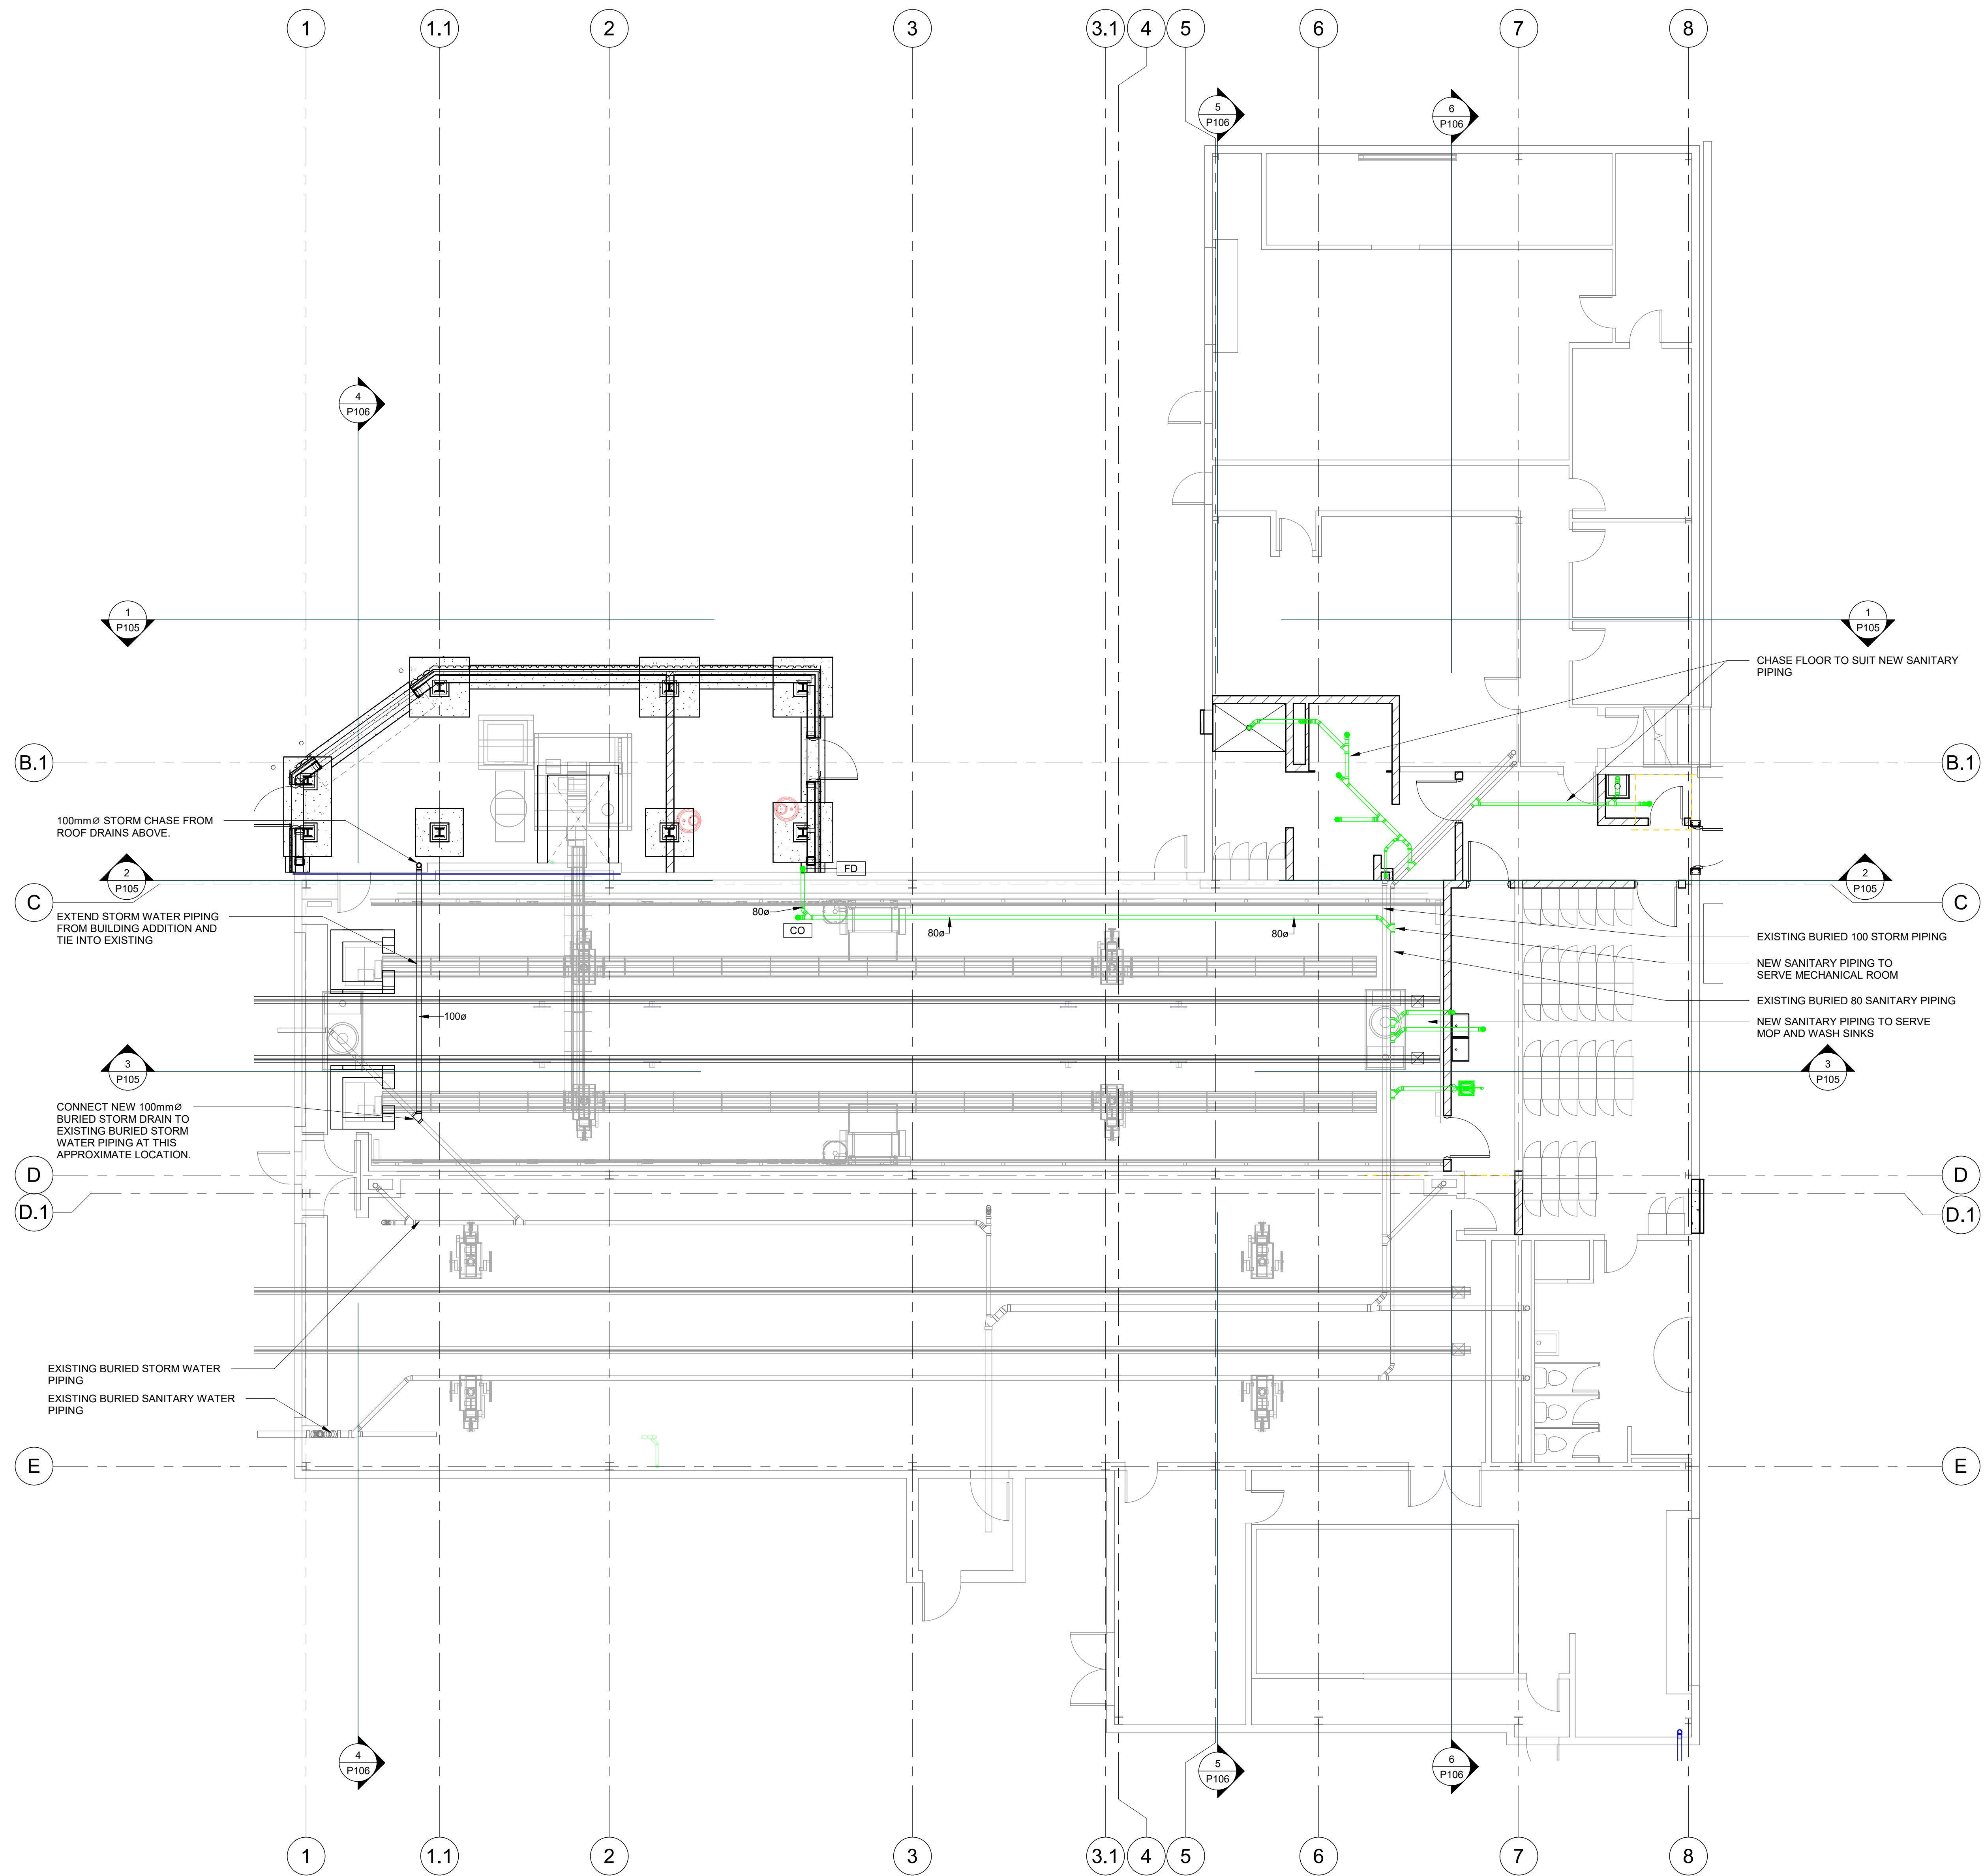 1
1.1
2
3
3.1
4
5
6
7
8
5
P106
6
P106
4
P106
1
P105
1
P105
CHASE FLOOR TO SUIT NEW SANITARY
PIPING
B.1
B.1
100mmØ STORM CHASE FROM
ROOF DRAINS ABOVE.
2
P105
FD
2
P105
C
C
EXTEND STORM WATER PIPING
FROM BUILDING ADDITION AND
TIE INTO EXISTING
80ø
CO
80ø
80ø
EXISTING BURIED 100 STORM PIPING
NEW SANITARY PIPING TO
SERVE MECHANICAL ROOM
EXISTING BURIED 80 SANITARY PIPING
100ø
NEW SANITARY PIPING TO SERVE
MOP AND WASH SINKS
3
P105
3
P105
CONNECT NEW 100mmØ
BURIED STORM DRAIN TO
EXISTING BURIED STORM
WATER PIPING AT THIS
APPROXIMATE LOCATION.
D
D
D.1
D.1
EXISTING BURIED STORM WATER
PIPING
EXISTING BURIED SANITARY WATER
PIPING
E
E
4
P106
5
P106
6
P106
1
1.1
2
3
3.1
4
5
6
7
8